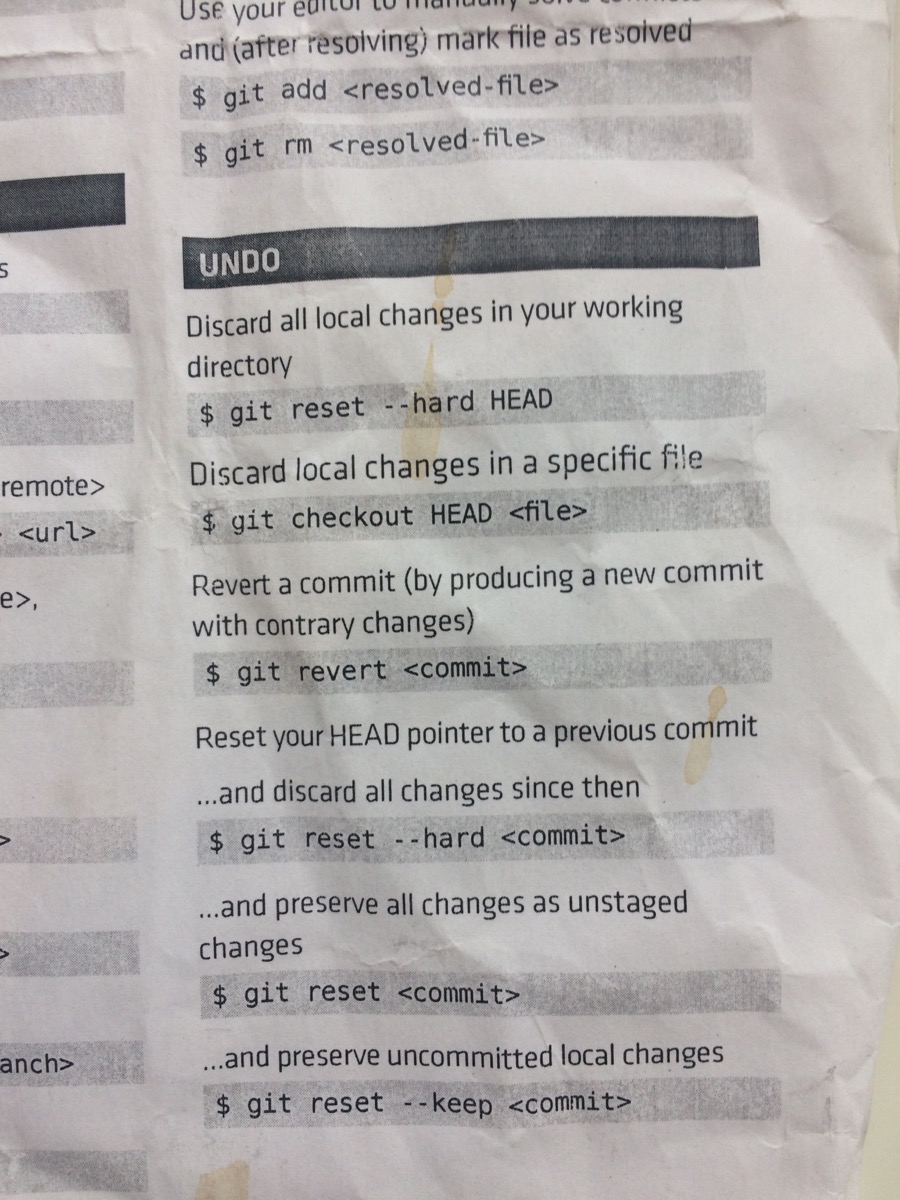 Use your editor to manually solve
and (after resolving) mark file as resolved
$ git add <resolved-file>
$ git rm <resolved-file>
UNDO
Discard all local changes in your working
directory
$ git reset --hard HEAD
Discard local changes in a specific file
$ git checkout HEAD <file>
Revert a commit (by producing a new commit
with contrary changes)
$ git revert <commit>
Reset your HEAD pointer to a previous commit
...and discard all changes since then
$ git reset --hard <commit>
...and preserve all changes as unstaged
changes
$ git reset <commit>
...and preserve uncommitted local changes
$ git reset --keep <commit>
s
remote>
<url>
e>,
>
>
anch>